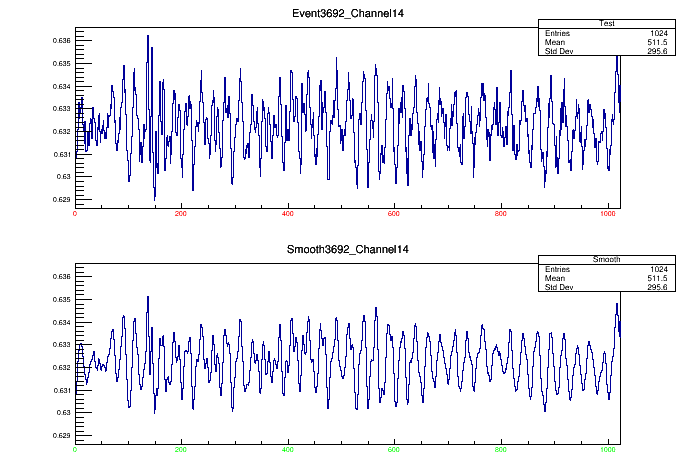 Event3692_Channel14
Test
Entries 1024
Mean 511.5
Std Dev 295.6
0.636
0.635
0.634
0.633
0.632
0.631
0.63
0.629
0 200 400 600 800 1000
Smooth3692_Channel14
Smooth
Entries 1024
Mean 511.5
Std Dev 295.6
0.636
0.635
0.634
0.633
0.632
0.631
0.63
0.629
0 200 400 600 800 1000